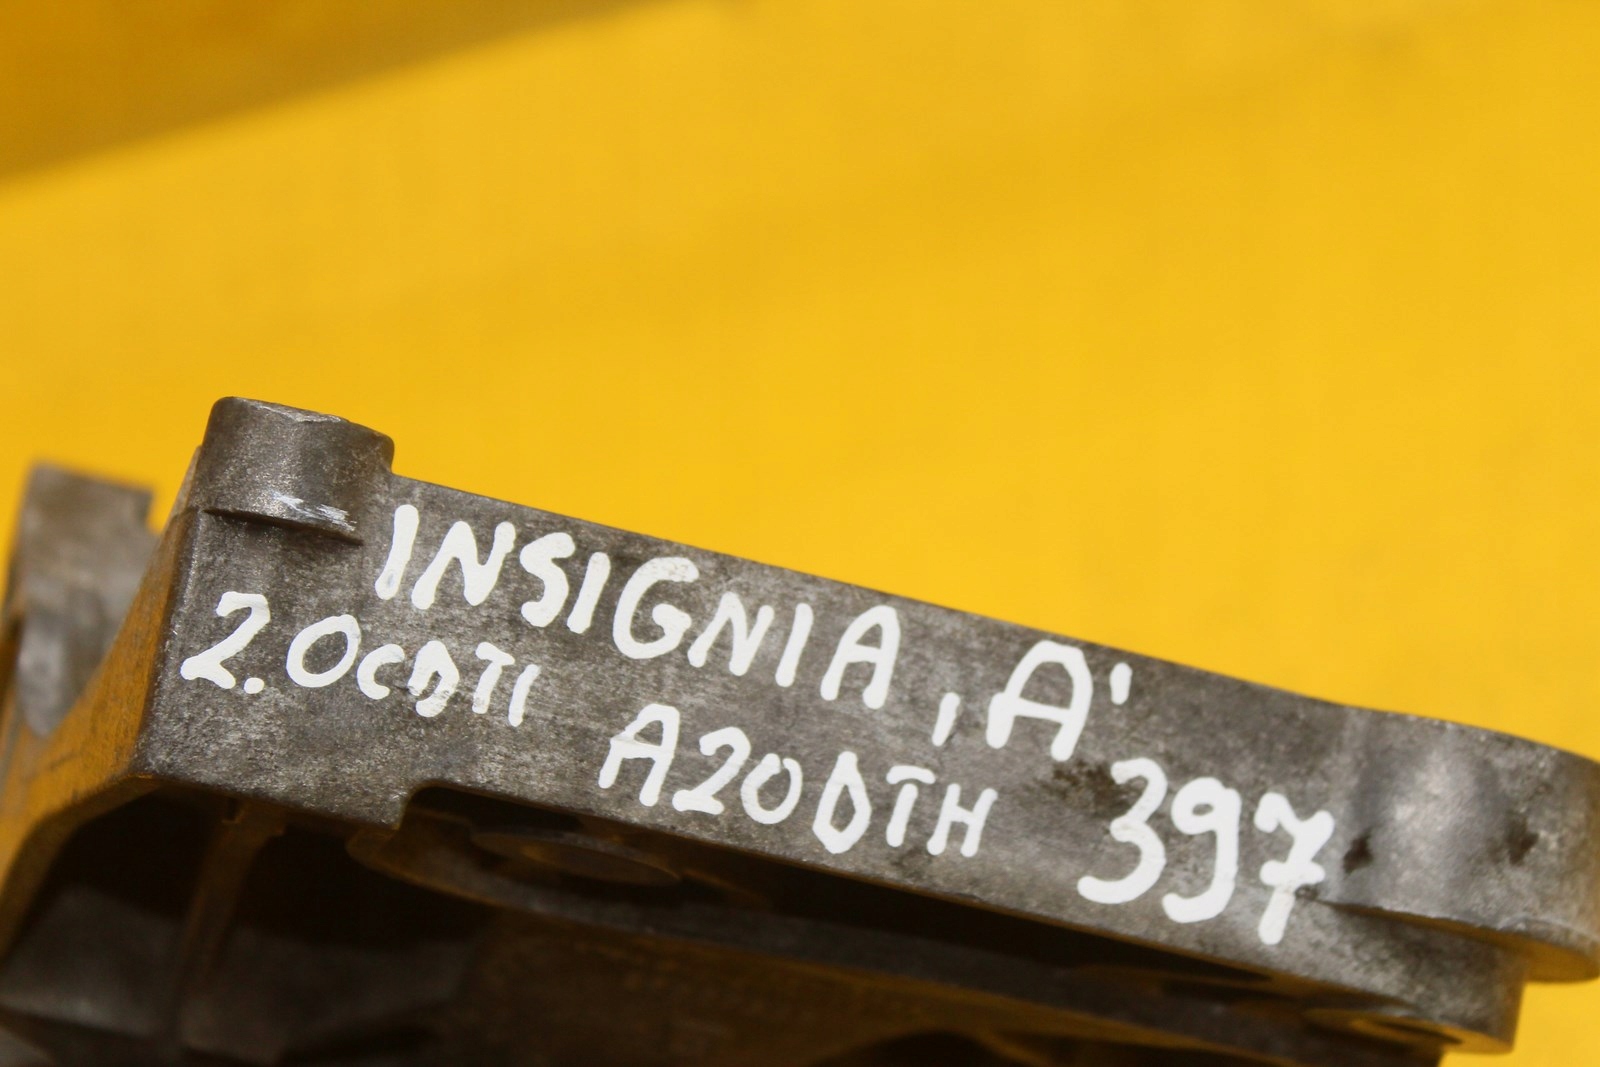 INSIGNIA ,A'
2.0CDTI A20DTH 397